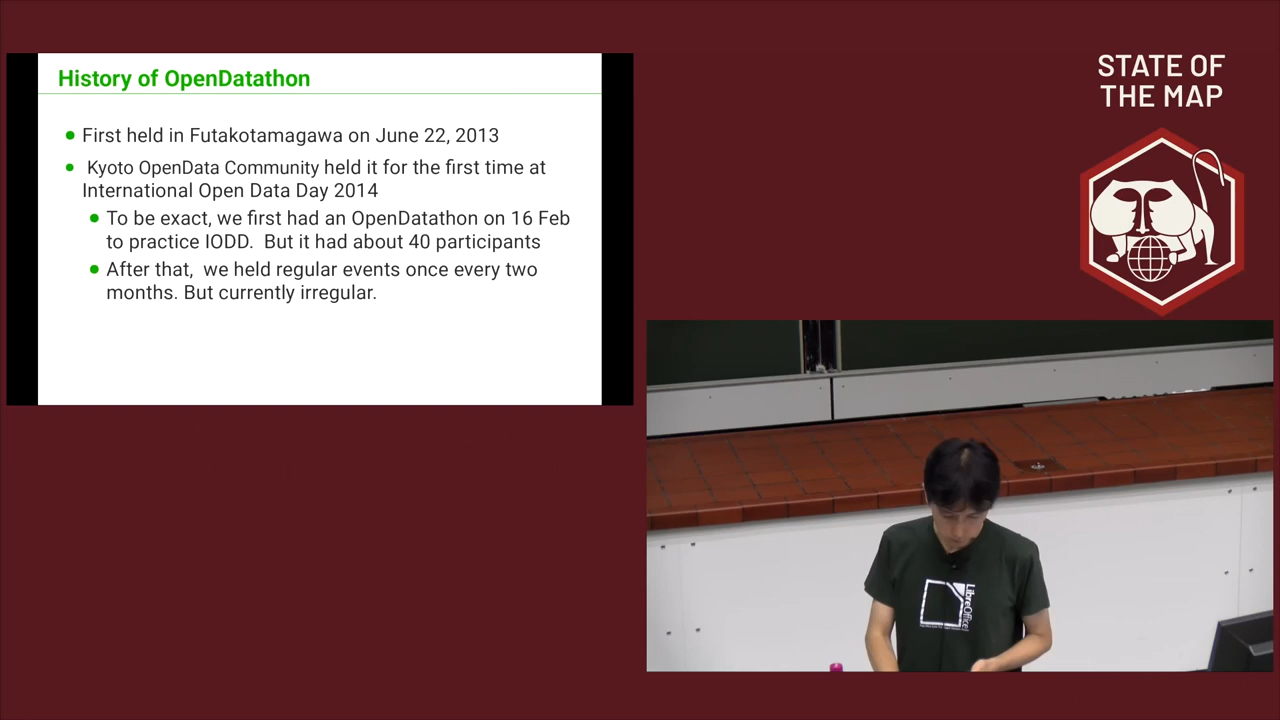 History of OpenDatathon
First held in Futakotamagawa on June 22, 2013
Kyoto OpenData Community held it for the first time at
International Open Data Day 2014
To be exact, we first had an OpenDatathon on 16 Feb
to practice IODD.  But it had about 40 participants
After that,  we held regular events once every two
months. But currently irregular.
STATE OF
THE MAP
LibreOffice